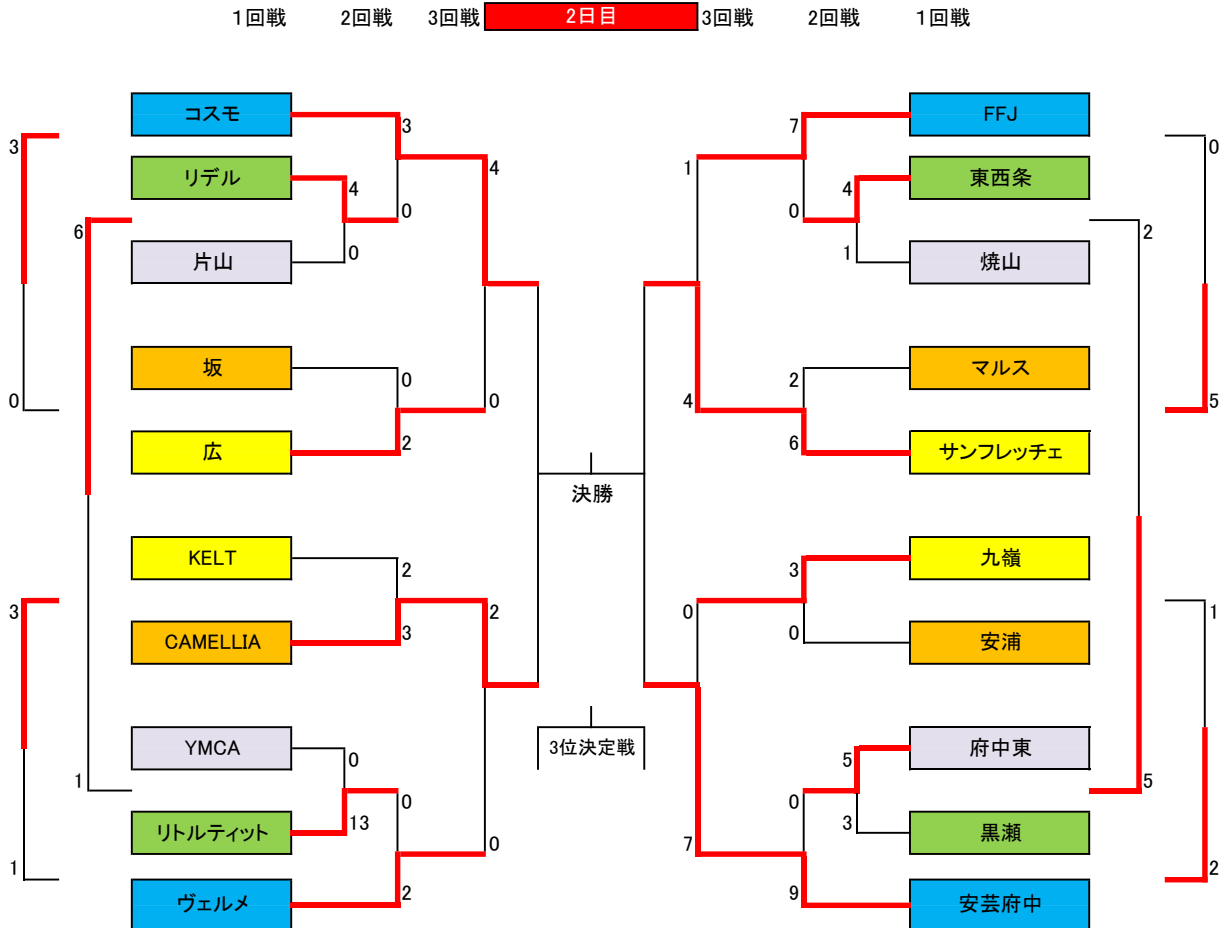 1回戦 2回戦 3回戦 2日目 3回戦 2回戦 1回戦
コスモ 3 7 FFJ
3 0
リデル 4 4 1 4 東西条
6 0 0 2
片山 0 1 焼山
坂 0 2 マルス
0 0 4 5
広 2 6 サンフレッチェ
決勝
KELT 2 3 九嶺
3 2 0 1
CAMELLIA 3 0 安浦
YMCA 0 3位決定戦 5 府中東
1 0 0 5
リトルティット 13 3 黒瀬
0 7
1 2
ヴェルメ 2 9 安芸府中